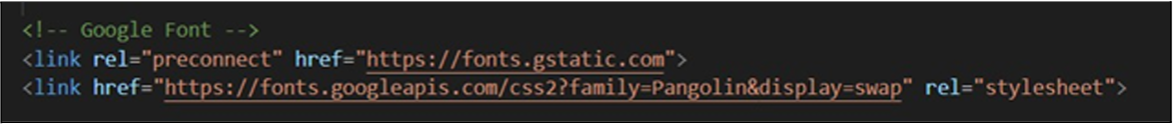 <!-- Google Font -->
<link rel="preconnect" href="https://fonts.gstatic.com">
<link href="https://fonts.googleapis.com/css2?family=Pangolin&display=swap" rel="stylesheet">